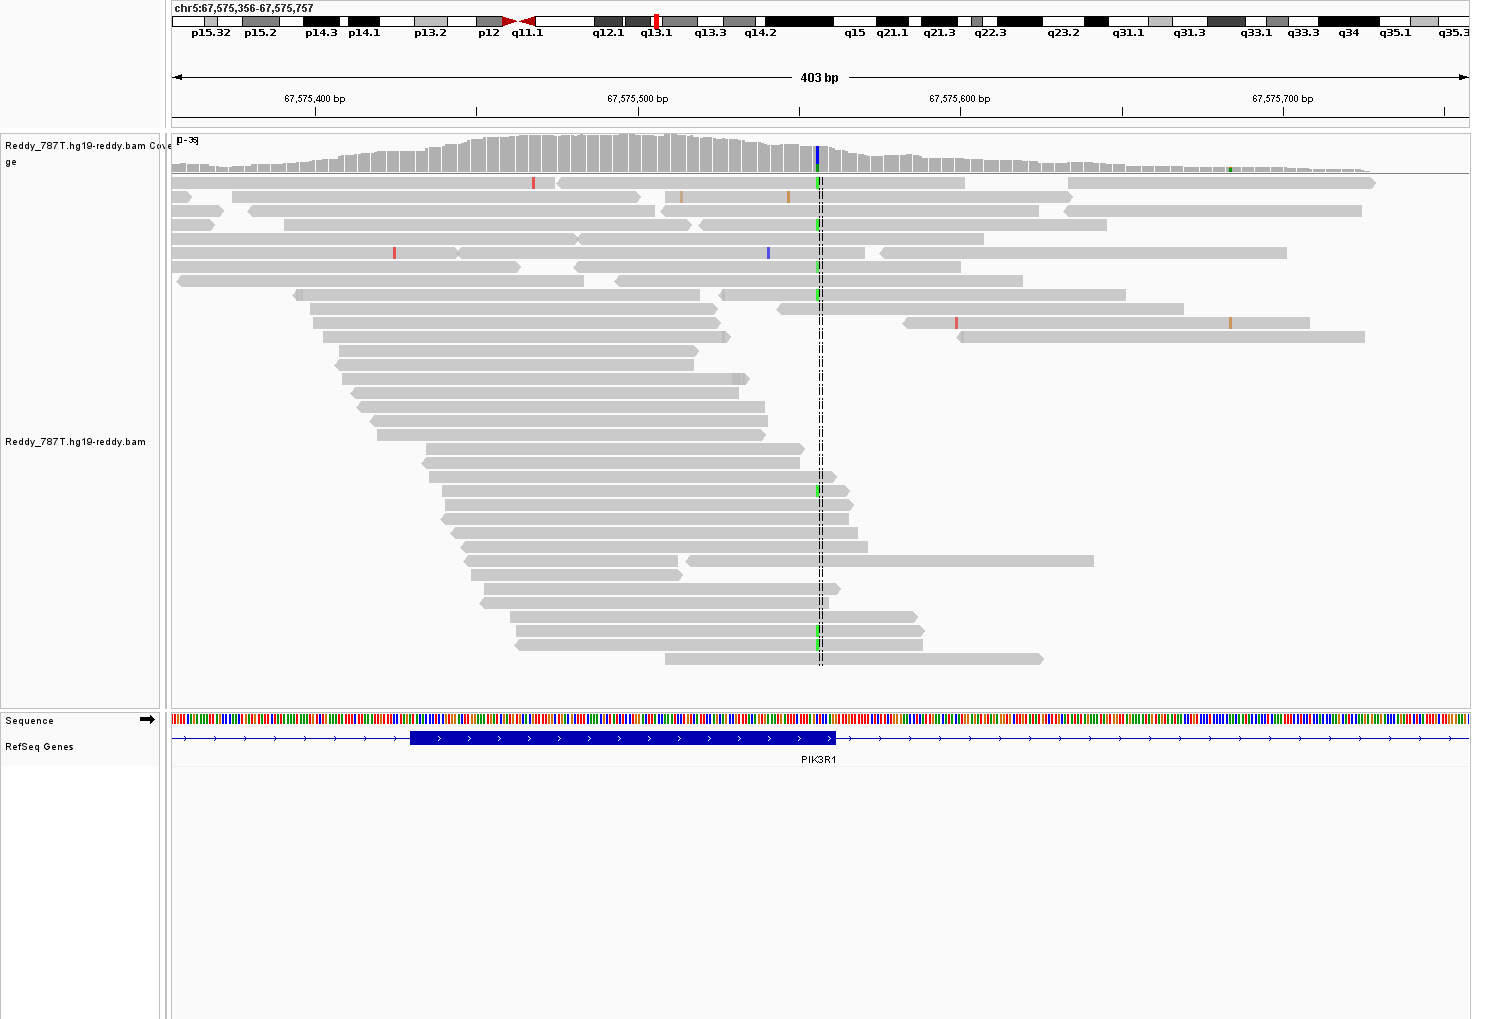 chr5:67,575,356-67,575,757
p15.32 p15.2 p14.3 p14.1 p13.2 p12 q11.1 q12.1 q13.1 q13.3 q14.2 q15 q21.1 q21.3 q22.3 q23.2 q31.1 q31.3 q33.1 q33.3 q34 q35.1 q35.3
403 bp
67,575,400 bp 67,575,500 bp 67,575,600 bp 67,575,700 bp
Reddy_787T.hg19-reddy.bam Cove
ge
Reddy_787T.hg19-reddy.bam
Sequence
RefSeq Genes
PIK3R1